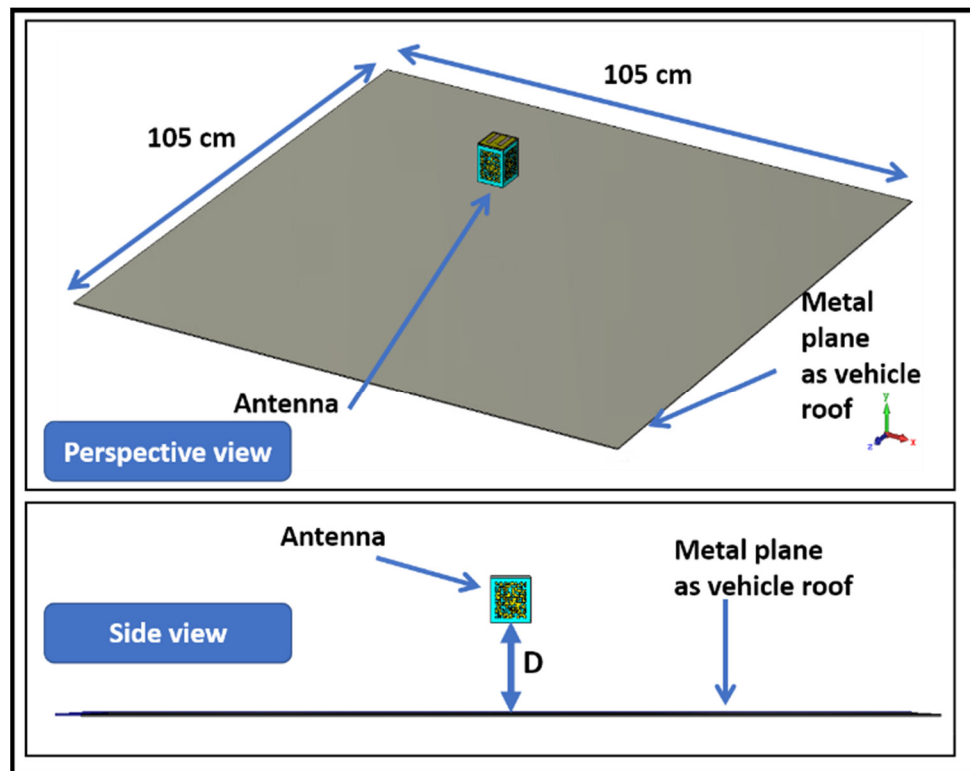 105 cm
105 cm
Antenna
Metal
plane
as vehicle
roof
y
z
x
Perspective view
Antenna
Metal plane
as vehicle roof
Side view
D